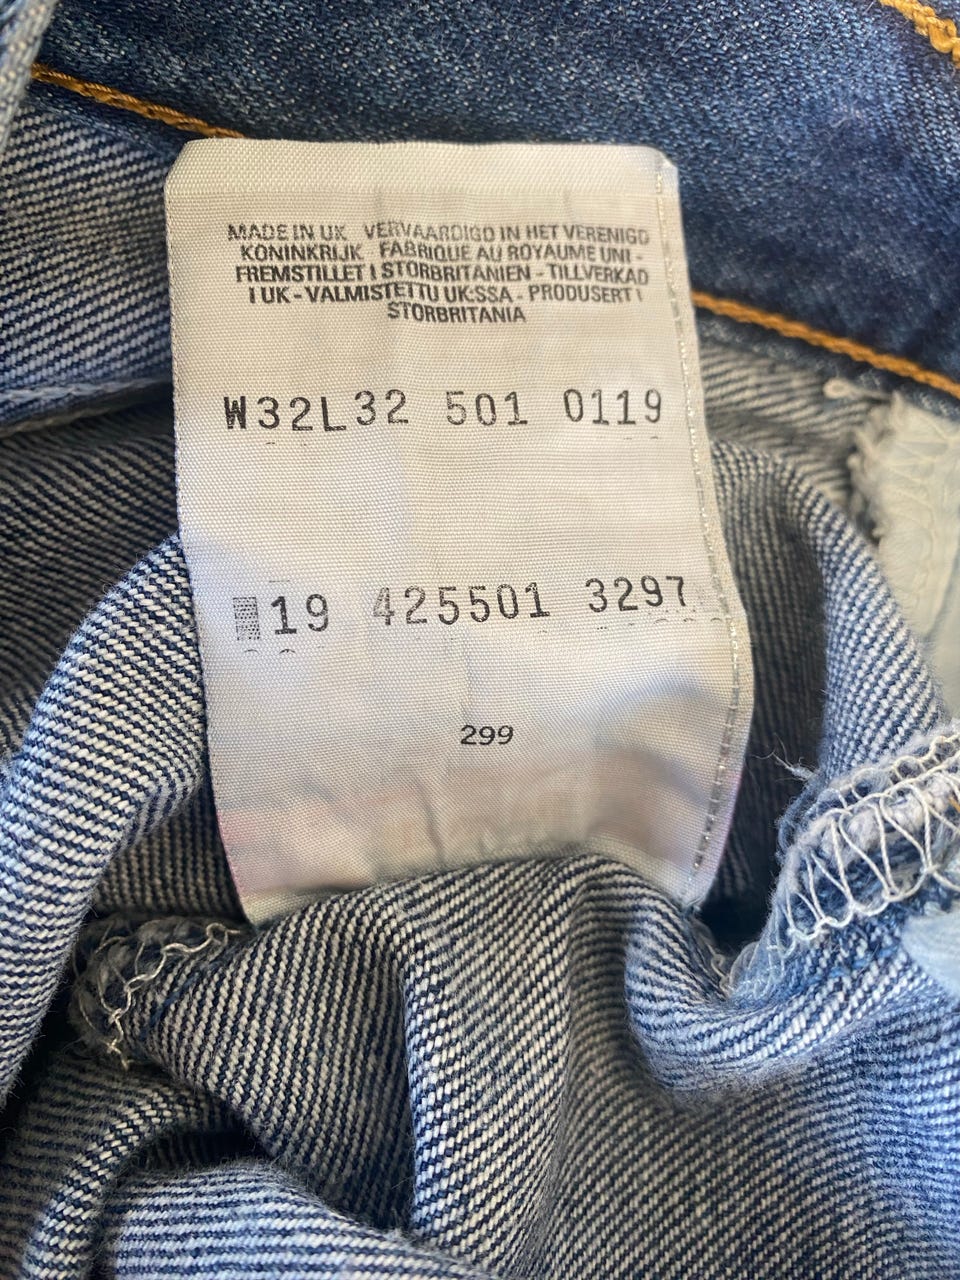 MADE IN UK VERVAARDIGD IN HET VERENIGD
KONINKRIJK FABRIQUE AU ROYAUME UNI -
FREMSTILLET I STORBRITANIEN - TILLVERKAD
I UK - VALMISTETTU UK:SSA - PRODUSERT I
STORBRITANIA
W32L32 501 0119
19 425501 3297
299